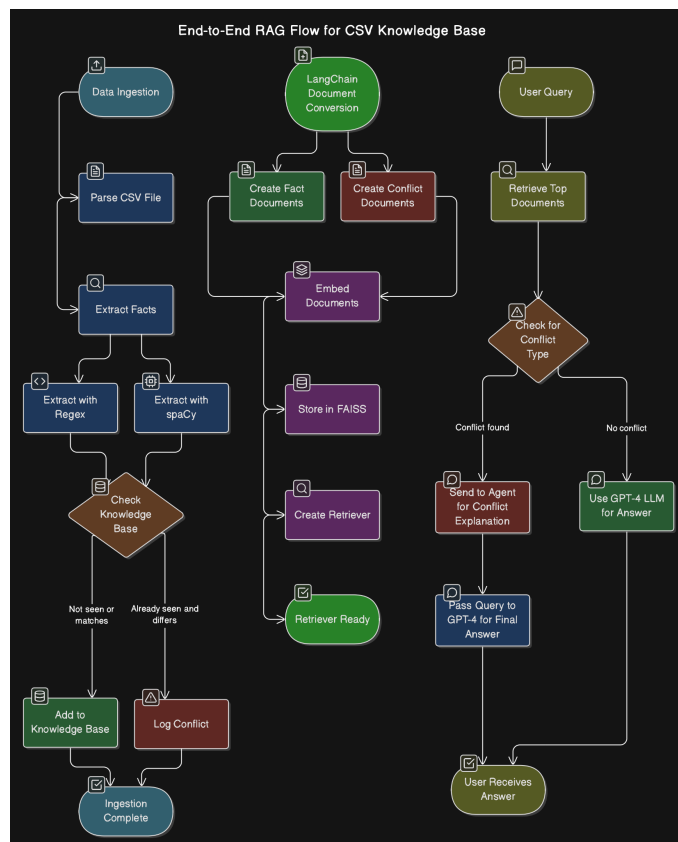 End-to-End RAG Flow for CSV Knowledge Base
Data Ingestion
Parse CSV File
Extract Facts
Extract with
Regex
Extract with
spaCy
Check
Knowledge
Base
Not seen or
matches
Already seen and
differs
Add to
Knowledge Base
Log Conflict
Ingestion
Complete
LangChain
Document
Conversion
Create Fact
Documents
Create Conflict
Documents
Embed
Documents
Store in FAISS
Create Retriever
Retriever Ready
User Query
Retrieve Top
Documents
Check for
Conflict
Type
Conflict found
No conflict
Send to Agent
for Conflict
Explanation
Use GPT-4 LLM
for Answer
Pass Query to
GPT-4 for Final
Answer
User Receives
Answer